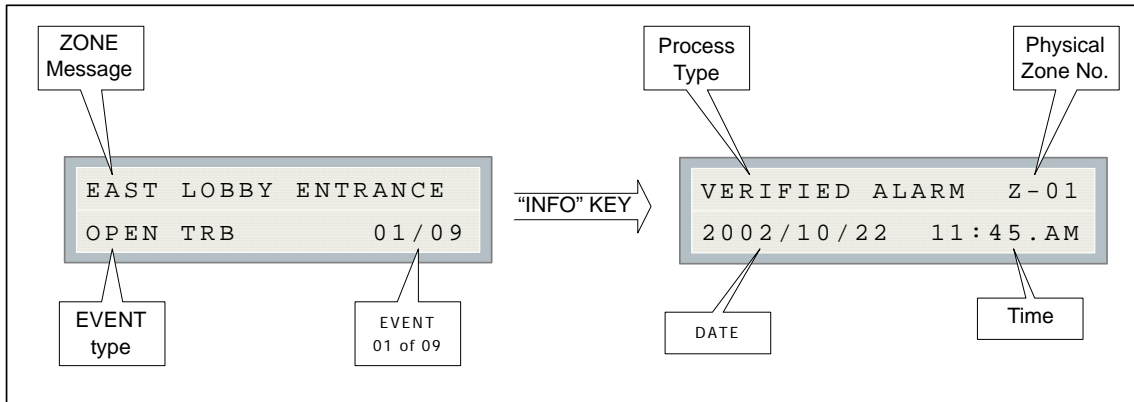 ZONE
Message
Process
Type
Physical
Zone No.
EAST LOBBY ENTRANCE
OPEN TRB 01/09
“INFO” KEY
VERIFIED ALARM Z-01
2002/10/22 11:45.AM
EVENT
type
EVENT
01 of 09
DATE
Time